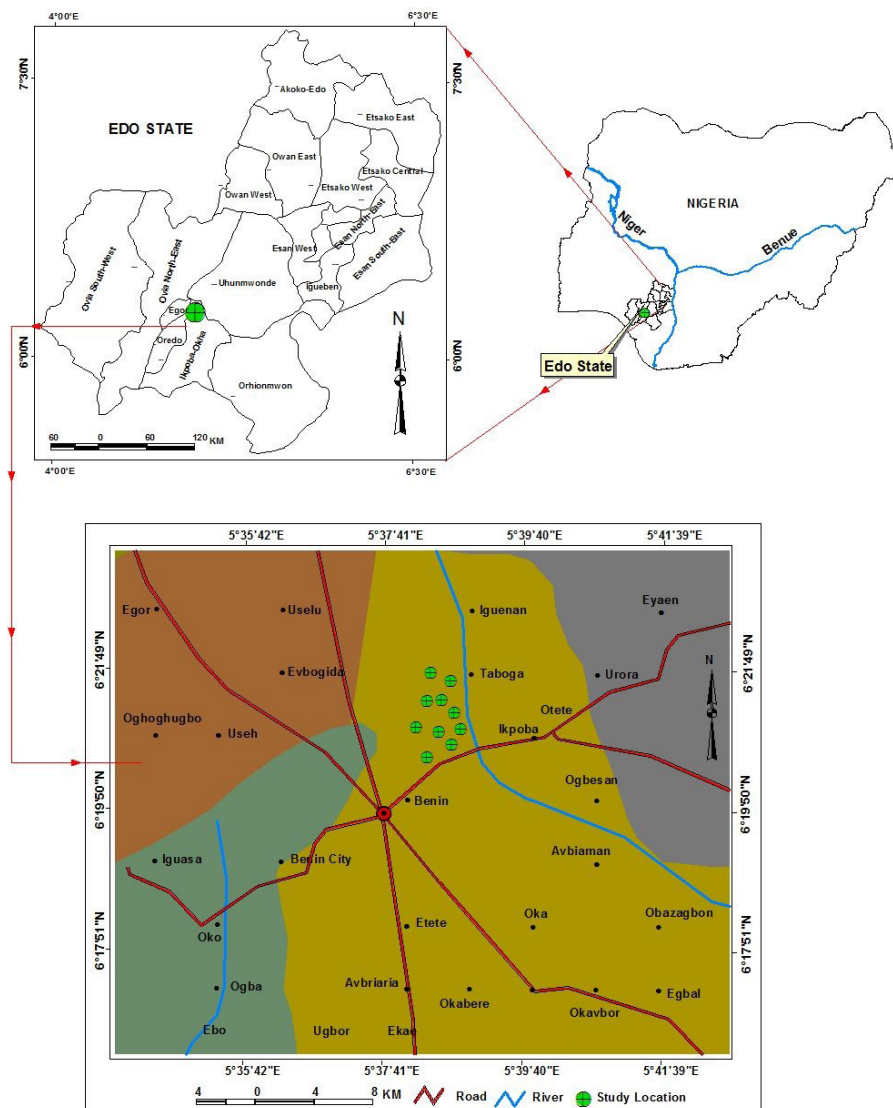 4°00'E
6°30'E
7°30'N
7°30'N
EDO STATE
Akoko-Edo
Etsako East
Owan East
Etsako Central
Owan West
Etsako West
Esan North-East
Esan West
Esan South-East
Ovia South-West
Ovia North-East
Uhunmwonde
Igueben
Egor
Oredo
Ikpoba-Okha
Orhionmwon
N
6°00'N
6°00'N
60 0 60 120 KM
4°00'E
6°30'E
NIGERIA
Niger
Benue
Edo State
5°35'42"E 5°37'41"E 5°39'40"E 5°41'39"E
6°21'49"N
6°21'49"N
6°19'50"N
6°19'50"N
6°17'51"N
6°17'51"N
Egor
Uselu
Iguenan
Eyaen
Evbogida
Taboga
Urora
N
Oghoghugbo
Useh
Otete
Ikpoba
Benin
Ogbesan
Iguasa
Benin City
Avbiaman
Oko
Etete
Oka
Obazagbon
Ogba
Avbriaria
Okabere
Okavbor
Egbal
Ebo
Ugbor
Ekae
5°35'42"E 5°37'41"E 5°39'40"E 5°41'39"E
4 0 4 8 KM
Road
River
Study Location